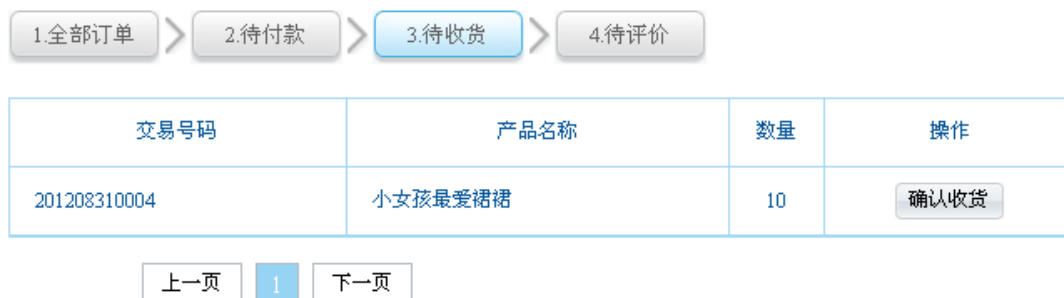 1.全部订单 2.待付款 3.待收货 4.待评价
交易号码 产品名称 数量 操作
201208310004 小女孩最爱裙裙 10 确认收货
上一页 1 下一页